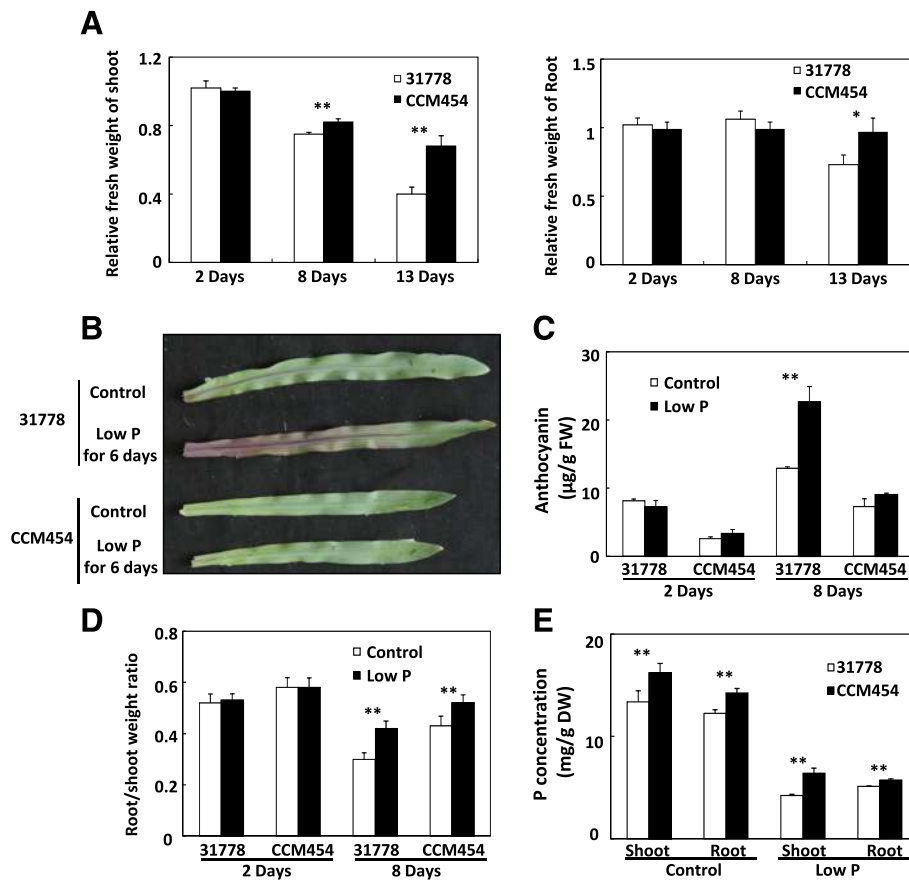 A
Relative fresh weight of shoot
1.2
0.8
0.4
0
31778
CCM454
**
**
2 Days
8 Days
13 Days
Relative fresh weight of Root
1.5
1
0.5
0
31778
CCM454
*
2 Days
8 Days
13 Days
B
31778
Control
Low P
for 6 days
CCM454
Control
Low P
for 6 days
C
Anthocyanin
(µg/g FW)
30
20
10
0
Control
Low P
**
31778
CCM454
31778
CCM454
2 Days
8 Days
D
Root/shoot weight ratio
0.8
0.6
0.4
0.2
0
Control
Low P
**
**
31778
CCM454
31778
CCM454
2 Days
8 Days
E
P concentration
(mg/g DW)
20
10
0
31778
CCM454
**
**
**
**
Shoot
Root
Shoot
Root
Control
Low P